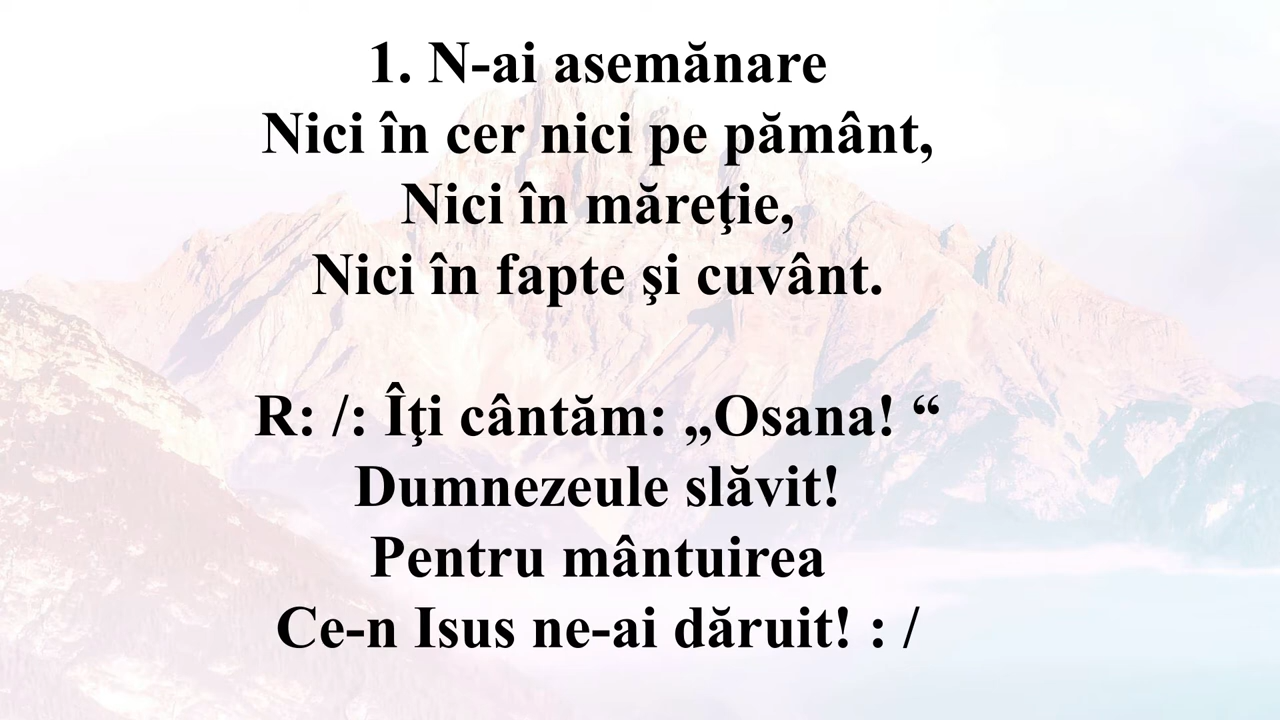 1. N-ai asemănare
Nici în cer nici pe pământ,
Nici în măreţie,
Nici în fapte şi cuvânt.
R: /: Îţi cântăm: „Osana! “
Dumnezeule slăvit!
Pentru mântuirea
Ce-n Isus ne-ai dăruit! : /